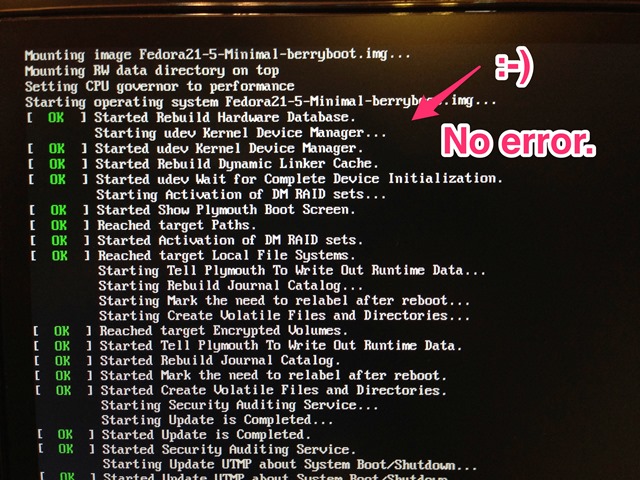 Mounting image Fedora21-5-Minimal-berryboot.img...
Mounting RW data directory on top
Setting CPU governor to performance
Starting operating system Fedora21-5-Minimal-berryboot.img...
[ OK ] Started Rebuild Hardware Database.
Starting udev Kernel Device Manager...
[ OK ] Started udev Kernel Device Manager.
[ OK ] Started Rebuild Dynamic Linker Cache.
[ OK ] Started udev Wait for Complete Device Initialization.
Starting Activation of DM RAID sets...
[ OK ] Started Show Plymouth Boot Screen.
[ OK ] Reached target Paths.
[ OK ] Started Activation of DM RAID sets.
[ OK ] Reached target Local File Systems.
Starting Tell Plymouth To Write Out Runtime Data...
Starting Rebuild Journal Catalog...
Starting Mark the need to relabel after reboot...
Starting Create Volatile Files and Directories...
[ OK ] Reached target Encrypted Volumes.
[ OK ] Started Tell Plymouth To Write Out Runtime Data.
[ OK ] Started Rebuild Journal Catalog.
[ OK ] Started Mark the need to relabel after reboot.
[ OK ] Started Create Volatile Files and Directories.
Starting Security Auditing Service...
Starting Update is Completed...
[ OK ] Started Update is Completed.
[ OK ] Started Security Auditing Service.
Starting Update UTMP about System Boot/Shutdown...
[ OK ] Started Update UTMP about System Boot/Shutdown.
:-)
No error.